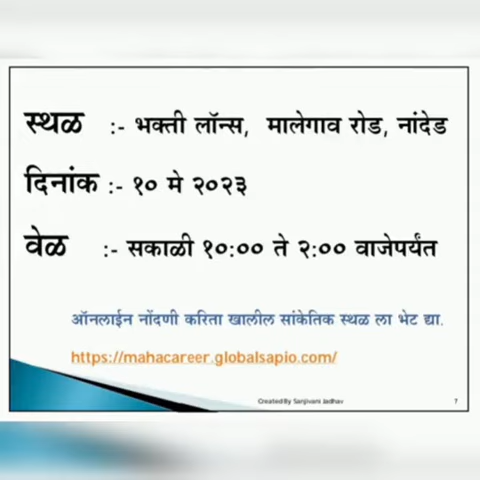 स्थळ :- भक्ती लॉन्स, मालेगाव रोड, नांदेड
दिनांक :- १० मे २०२३
वेळ :- सकाळी १०:०० ते २:०० वाजेपर्यंत
ऑनलाईन नोंदणी करिता खालील सांकेतिक स्थळ ला भेट द्या.
https://mahacareer.globalsapio.com/
Created By Sanjivani Jadhav 7